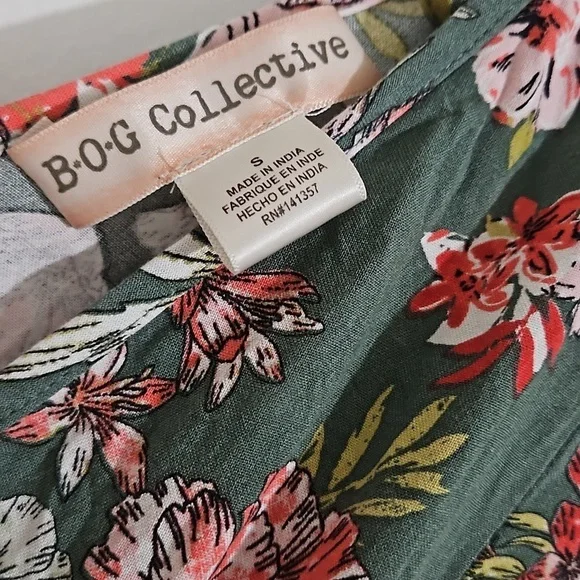 B·O·G Collective
S
MADE IN INDIA
FABRIQUE EN INDE
HECHO EN INDIA
RN#141357